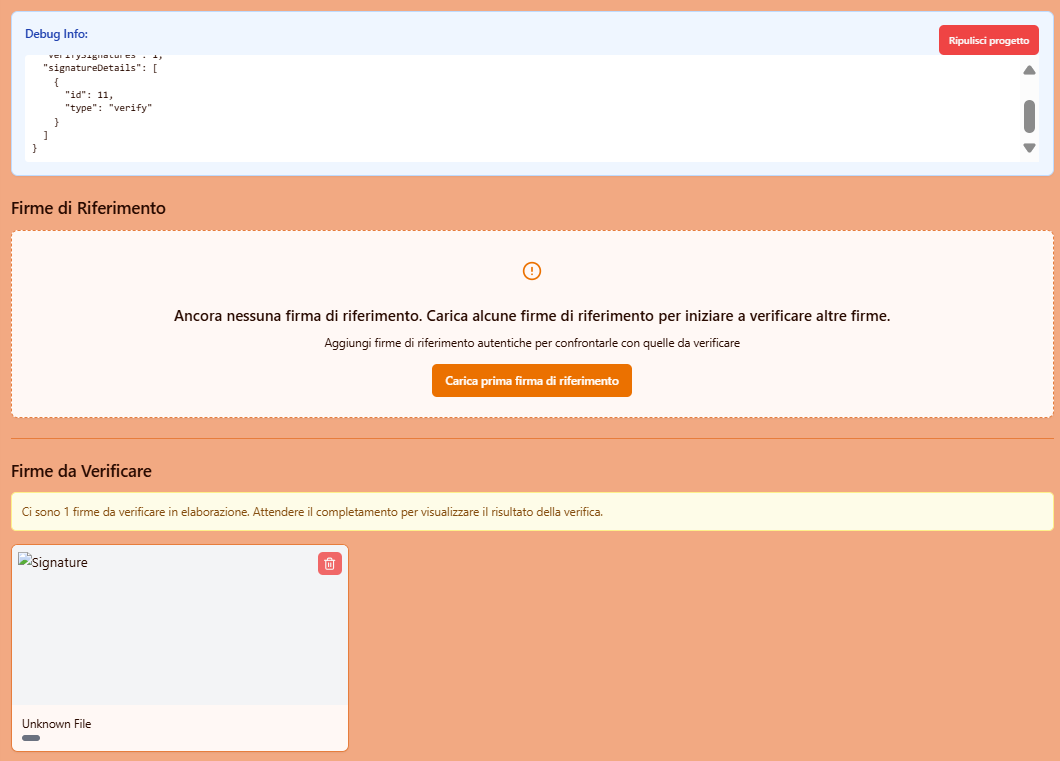 Debug Info:
Ripulisci progetto
"verifySignatures": 1,
"signatureDetails": [
{
"id": 11,
"type": "verify"
}
]
}
Firme di Riferimento
Ancora nessuna firma di riferimento. Carica alcune firme di riferimento per iniziare a verificare altre firme.
Aggiungi firme di riferimento autentiche per confrontarle con quelle da verificare
Carica prima firma di riferimento
Firme da Verificare
Ci sono 1 firme da verificare in elaborazione. Attendere il completamento per visualizzare il risultato della verifica.
Signature
Unknown File